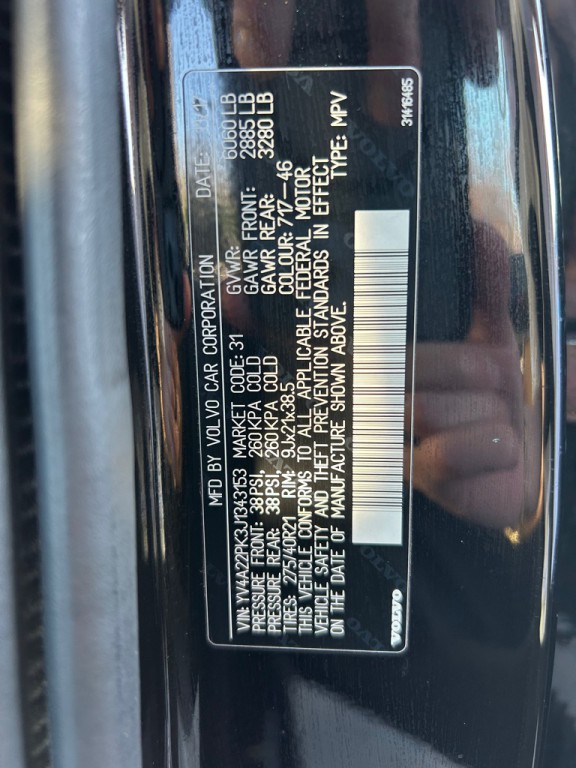 MFD BY VOLVO CAR CORPORATION DATE:
VIN: YV4A22PK3J1343153 MARKET CODE: 31 GVWR: 6060 LB
PRESSURE FRONT: 38PSI, 260KPA COLD GAWR FRONT: 2885 LB
PRESSURE REAR: 38PSI, 260KPA COLD GAWR REAR: 3280 LB
TIRES: 275/40R21 RIM: 9Jx21x38.5 COLOUR: 717-46
THIS VEHICLE CONFORMS TO ALL APPLICABLE FEDERAL MOTOR
VEHICLE SAFETY AND THEFT PREVENTION STANDARDS IN EFFECT
ON THE DATE OF MANUFACTURE SHOWN ABOVE. TYPE: MPV
VOLVO 31416485